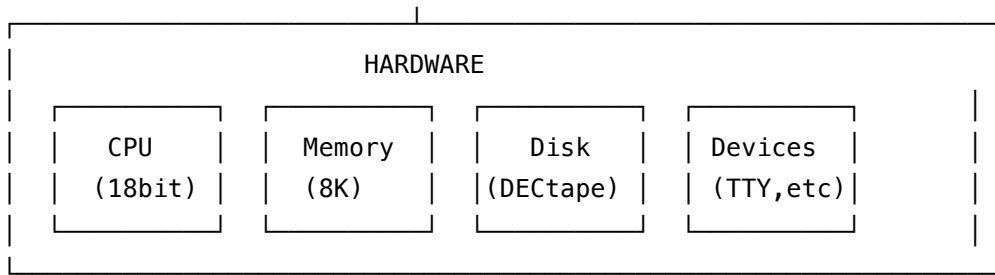 HARDWARE
CPU Memory Disk Devices
(18bit) (8K) (DECtape) (TTY,etc)